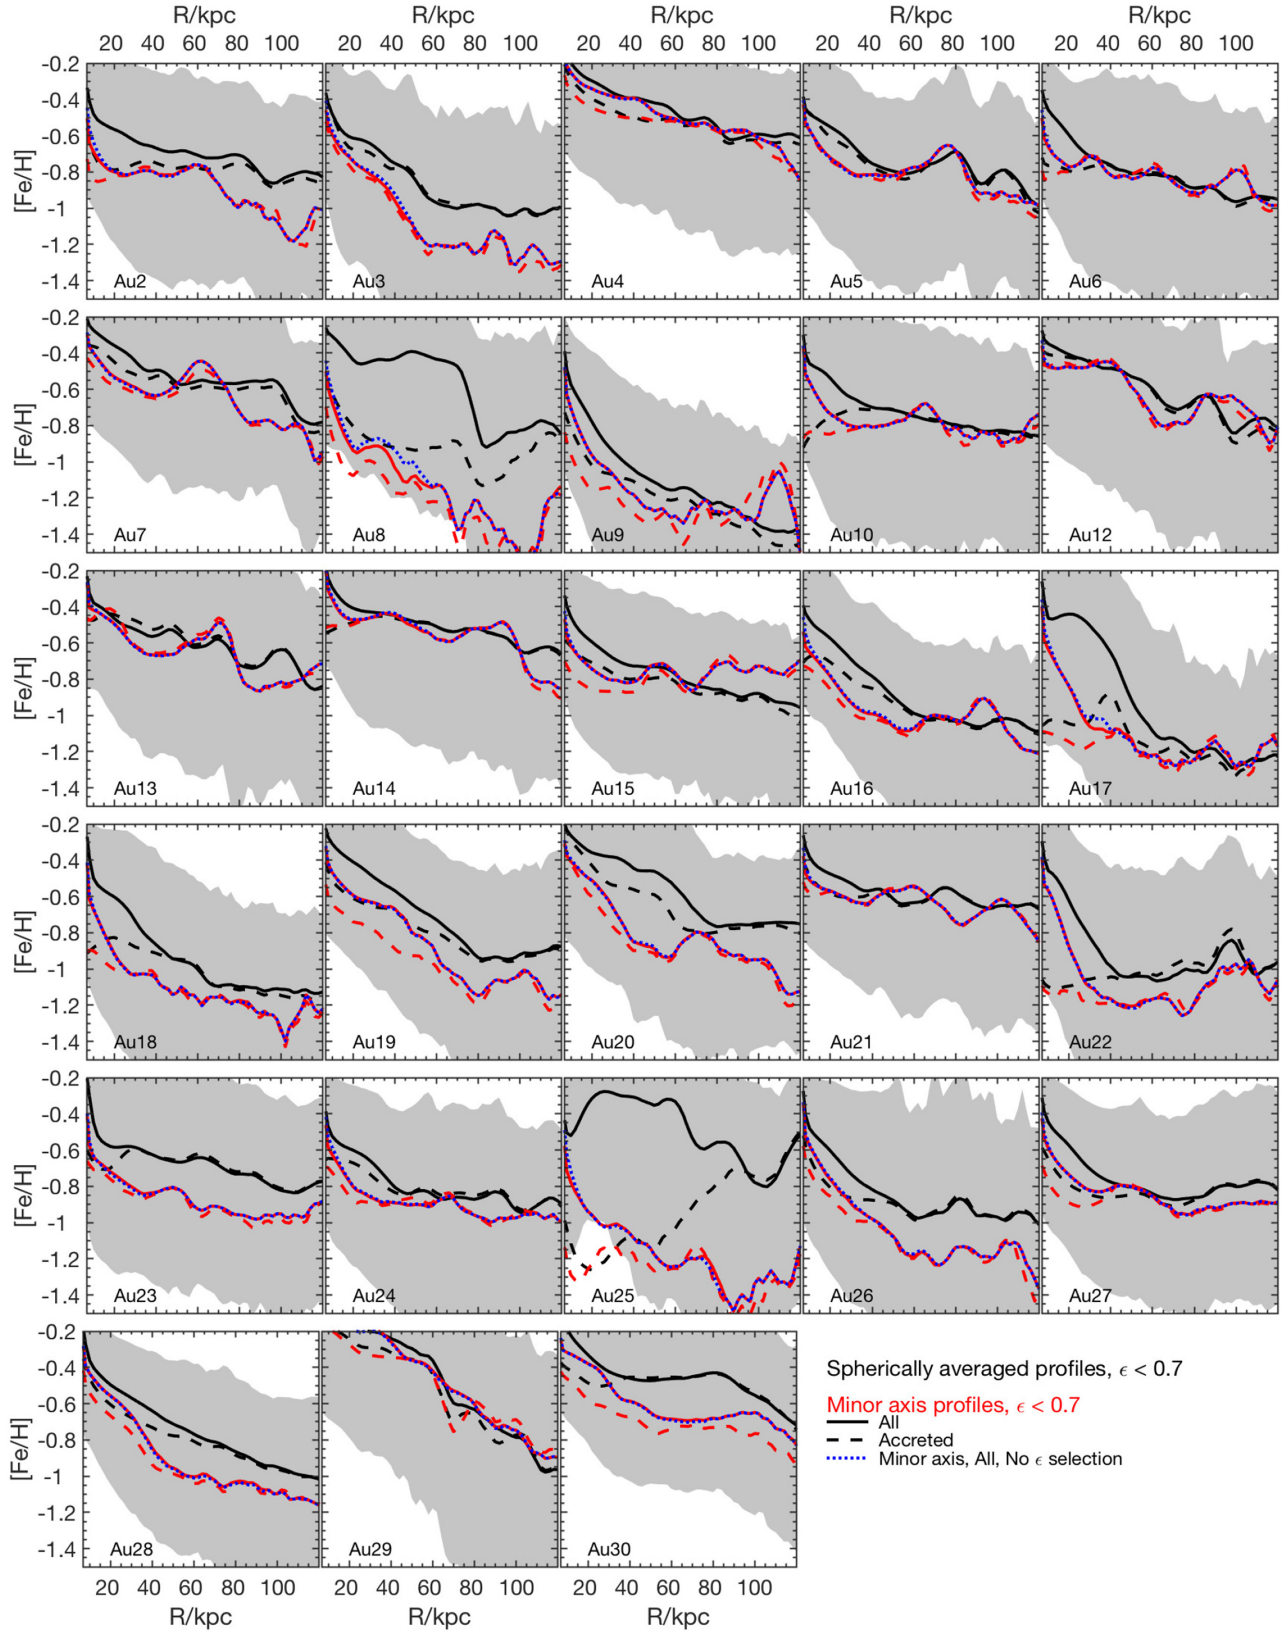 R/kpc R/kpc R/kpc
20 40 60 80 100 20 40 60 80 100 20 40 60 80 100 20 40 60 80 100 20 40 60 80 100
-0.2
-0.4
-0.6
-0.8
-1
-1.2
-1.4
[Fe/H]
Au2 Au3 Au4 Au5 Au6
-0.2
-0.4
-0.6
-0.8
-1
-1.2
-1.4
[Fe/H]
Au7 Au8 Au9 Au10 Au12
-0.2
-0.4
-0.6
-0.8
-1
-1.2
-1.4
[Fe/H]
Au13 Au14 Au15 Au16 Au17
-0.2
-0.4
-0.6
-0.8
-1
-1.2
-1.4
[Fe/H]
Au18 Au19 Au20 Au21 Au22
-0.2
-0.4
-0.6
-0.8
-1
-1.2
-1.4
[Fe/H]
Au23 Au24 Au25 Au26 Au27
-0.2
-0.4
-0.6
-0.8
-1
-1.2
-1.4
[Fe/H]
Au28 Au29 Au30
Spherically averaged profiles, ϵ < 0.7
Minor axis profiles, ϵ < 0.7
All
Accreted
Minor axis, All, No ϵ selection
20 40 60 80 100 20 40 60 80 100 20 40 60 80 100
R/kpc R/kpc